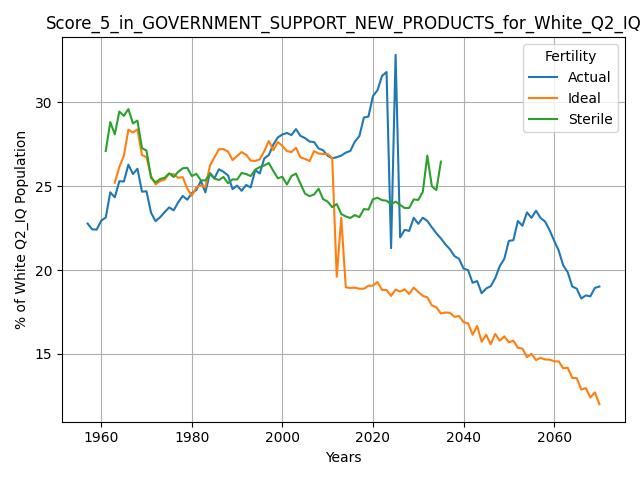 Score_5_in_GOVERNMENT_SUPPORT_NEW_PRODUCTS_for_White_Q2_IQ
% of White Q2_IQ Population
30
25
20
15
Fertility
Actual
Ideal
Sterile
1960
1980
2000
2020
2040
2060
Years